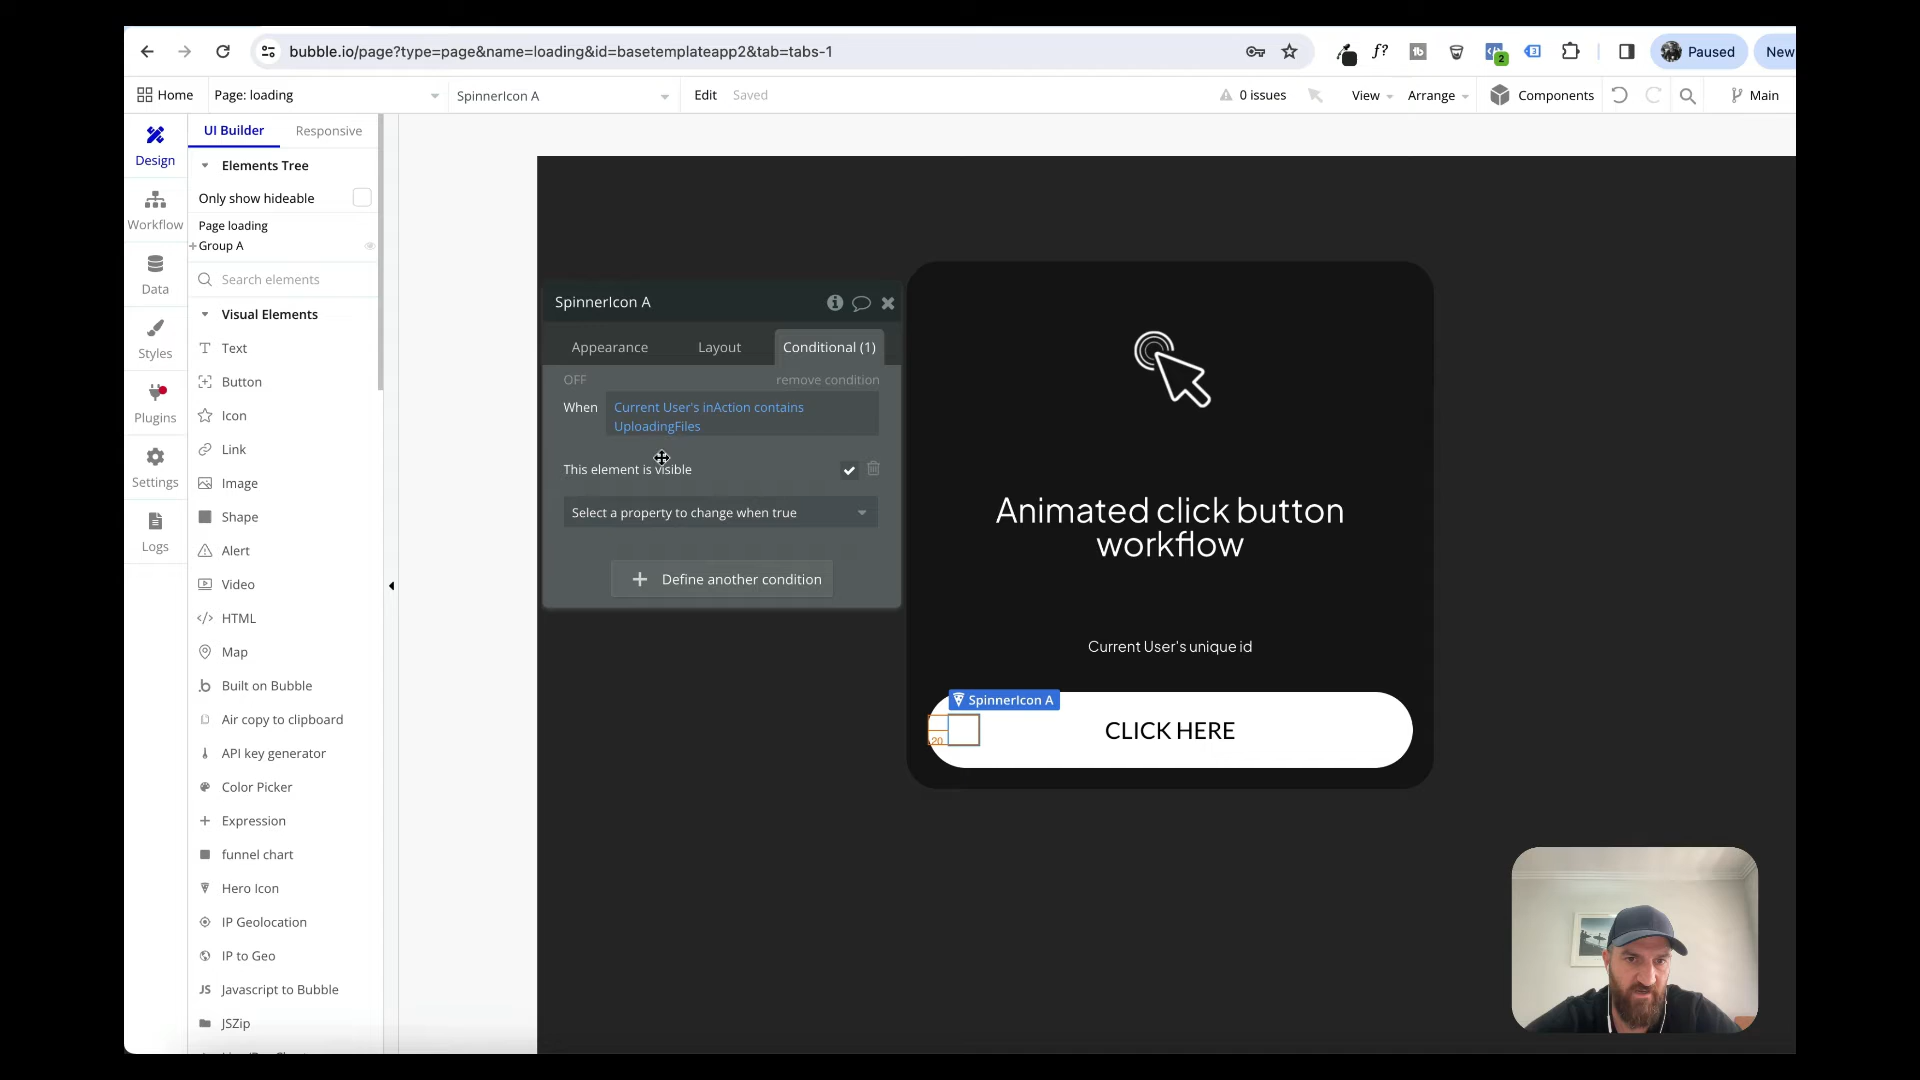 bubble.io/page?type=page&name=loading&id=basetemplateapp2&tab=tabs-1
f?
tb
2
3
Paused
New
Home
Page: loading
SpinnerIcon A
Edit
Saved
0 issues
View
Arrange
Components
Main
Design
Workflow
Data
Styles
Plugins
Settings
Logs
UI Builder
Responsive
Elements Tree
Only show hideable
Page loading
+Group A
Search elements
Visual Elements
Text
Button
Icon
Link
Image
Shape
Alert
Video
HTML
Map
Built on Bubble
Air copy to clipboard
API key generator
Color Picker
Expression
funnel chart
Hero Icon
IP Geolocation
IP to Geo
JS Javascript to Bubble
JSZip
SpinnerIcon A
Appearance
Layout
Conditional (1)
OFF
remove condition
When
Current User's inAction contains
UploadingFiles
This element is visible
Select a property to change when true
Define another condition
Animated click button
workflow
Current User's unique id
SpinnerIcon A
20
CLICK HERE